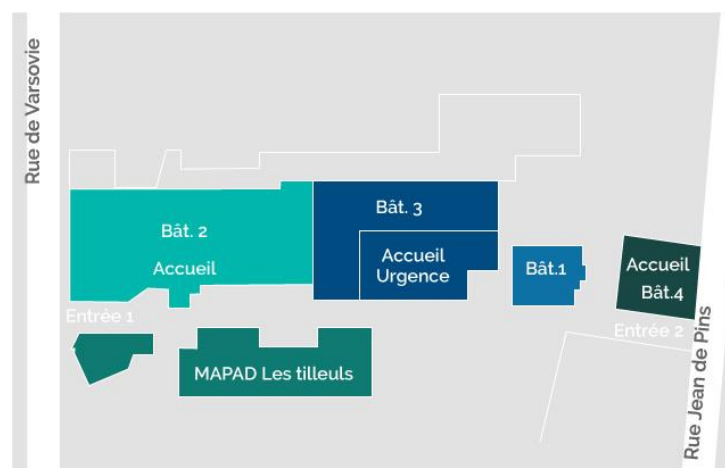 Rue de Varsovie
Bât. 2
Accueil
Entrée 1
Bât. 3
Accueil
Urgence
Bât.1
Accueil
Bât.4
Entrée 2
MAPAD Les tilleuls
Rue Jean de Pins